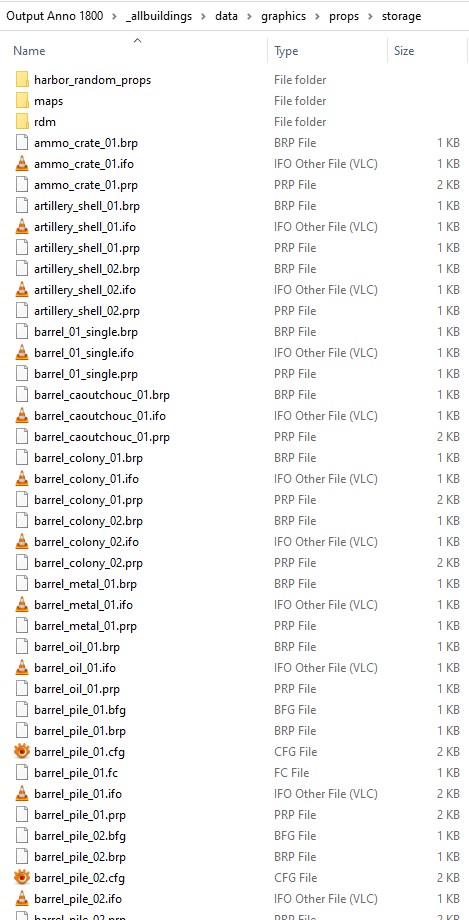 Output Anno 1800 › _allbuildings › data › graphics › props › storage
Name Type Size
harbor_random_props File folder
maps File folder
rdm File folder
ammo_crate_01.brp BRP File 1 KB
ammo_crate_01.ifo IFO Other File (VLC) 1 KB
ammo_crate_01.prp PRP File 2 KB
artillery_shell_01.brp BRP File 1 KB
artillery_shell_01.ifo IFO Other File (VLC) 1 KB
artillery_shell_01.prp PRP File 1 KB
artillery_shell_02.brp BRP File 1 KB
artillery_shell_02.ifo IFO Other File (VLC) 1 KB
artillery_shell_02.prp PRP File 1 KB
barrel_01_single.brp BRP File 1 KB
barrel_01_single.ifo IFO Other File (VLC) 1 KB
barrel_01_single.prp PRP File 1 KB
barrel_caoutchouc_01.brp BRP File 1 KB
barrel_caoutchouc_01.ifo IFO Other File (VLC) 1 KB
barrel_caoutchouc_01.prp PRP File 2 KB
barrel_colony_01.brp BRP File 1 KB
barrel_colony_01.ifo IFO Other File (VLC) 1 KB
barrel_colony_01.prp PRP File 2 KB
barrel_colony_02.brp BRP File 1 KB
barrel_colony_02.ifo IFO Other File (VLC) 1 KB
barrel_colony_02.prp PRP File 2 KB
barrel_metal_01.brp BRP File 1 KB
barrel_metal_01.ifo IFO Other File (VLC) 1 KB
barrel_metal_01.prp PRP File 1 KB
barrel_oil_01.brp BRP File 1 KB
barrel_oil_01.ifo IFO Other File (VLC) 1 KB
barrel_oil_01.prp PRP File 1 KB
barrel_pile_01.bfg BFG File 1 KB
barrel_pile_01.brp BRP File 1 KB
barrel_pile_01.cfg CFG File 2 KB
barrel_pile_01.fc FC File 1 KB
barrel_pile_01.ifo IFO Other File (VLC) 2 KB
barrel_pile_01.prp PRP File 2 KB
barrel_pile_02.bfg BFG File 1 KB
barrel_pile_02.brp BRP File 1 KB
barrel_pile_02.cfg CFG File 2 KB
barrel_pile_02.ifo IFO Other File (VLC) 2 KB
barrel_pile_02.prp PRP File 2 KB